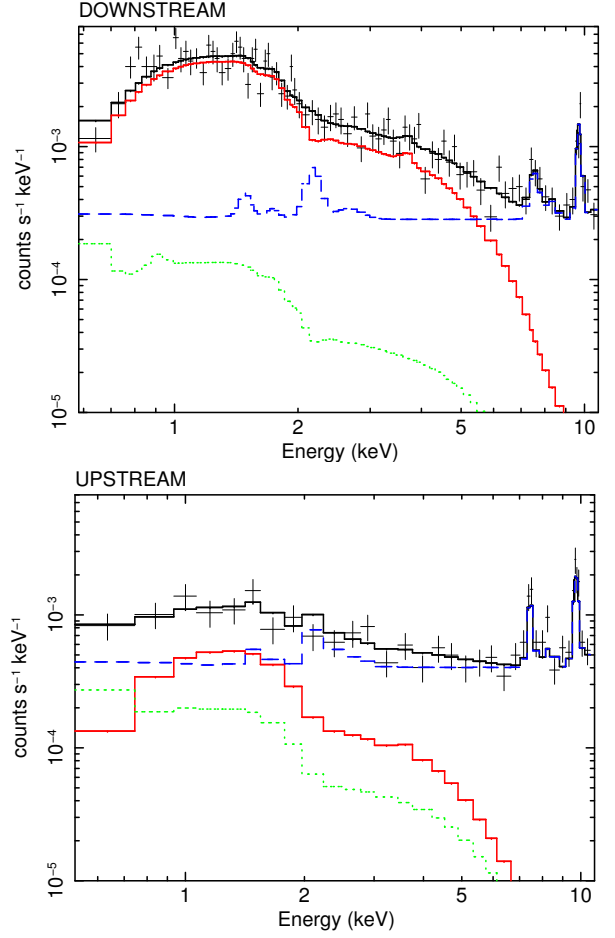 DOWNSTREAM
counts s⁻¹ keV⁻¹
10⁻³
10⁻⁴
10⁻⁵
1 2 5 10
Energy (keV)
UPSTREAM
counts s⁻¹ keV⁻¹
10⁻³
10⁻⁴
10⁻⁵
1 2 5 10
Energy (keV)